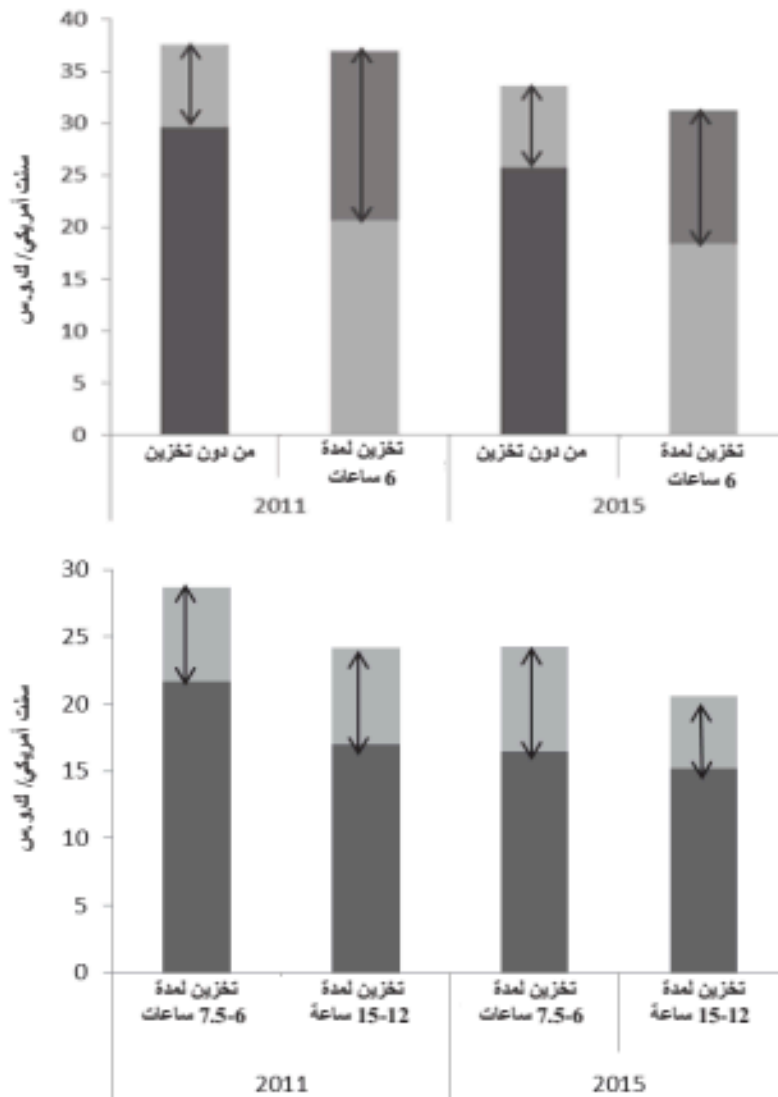 40
35
30
25
20
15
10
5
0
سنت أمريكي/ ك.و.س
من دون تخزين
تخزين لمدة
6 ساعات
من دون تخزين
تخزين لمدة
6 ساعات
2011
2015
30
25
20
15
10
5
0
سنت أمريكي/ ك.و.س
تخزين لمدة
7.5-6 ساعات
تخزين لمدة
15-12 ساعة
تخزين لمدة
7.5-6 ساعات
تخزين لمدة
15-12 ساعة
2011
2015